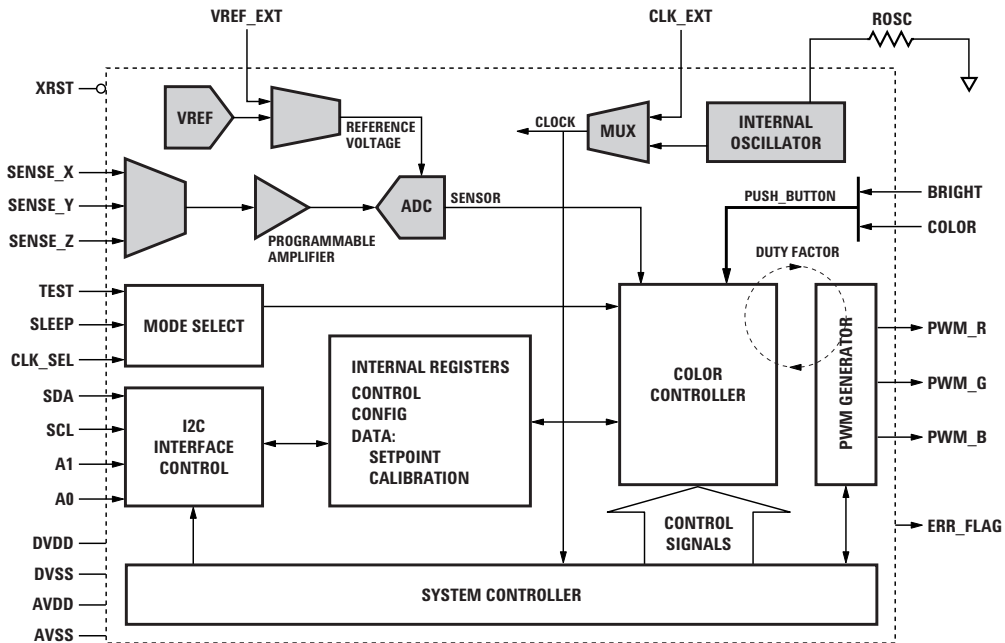 VREF_EXT
CLK_EXT
ROSC
XRST
VREF
REFERENCE
VOLTAGE
CLOCK
MUX
INTERNAL
OSCILLATOR
SENSE_X
SENSE_Y
SENSE_Z
PROGRAMMABLE
AMPLIFIER
ADC
SENSOR
PUSH_BUTTON
BRIGHT
COLOR
DUTY FACTOR
TEST
SLEEP
CLK_SEL
MODE SELECT
INTERNAL REGISTERS
CONTROL
CONFIG
DATA:
SETPOINT
CALIBRATION
COLOR
CONTROLLER
PWM GENERATOR
PWM_R
PWM_G
PWM_B
SDA
SCL
A1
A0
I2C
INTERFACE
CONTROL
CONTROL
SIGNALS
ERR_FLAG
DVDD
DVSS
AVDD
AVSS
SYSTEM CONTROLLER